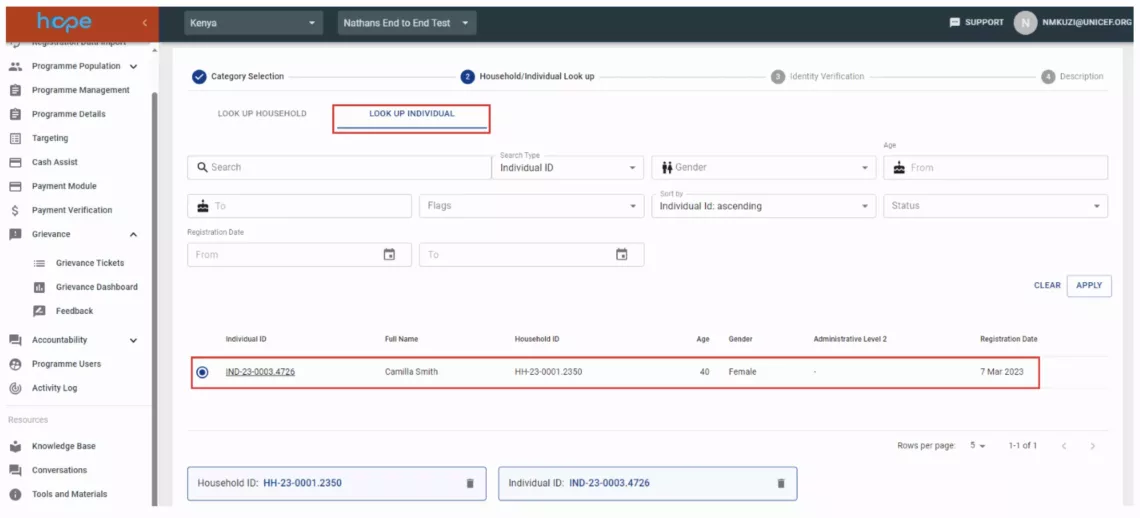 hope
Kenya
Nathans End to End Test
SUPPORT
N
NMKUZI@UNICEF.ORG
Registration Data Import
Programme Population
Programme Management
Programme Details
Targeting
Cash Assist
Payment Module
Payment Verification
Grievance
Grievance Tickets
Grievance Dashboard
Feedback
Accountability
Programme Users
Activity Log
Resources
Knowledge Base
Conversations
Tools and Materials
Category Selection
2 Household/Individual Look up
3 Identity Verification
4 Description
LOOK UP HOUSEHOLD
LOOK UP INDIVIDUAL
Search
Search Type
Individual ID
Gender
Age
From
To
Flags
Sort by
Individual Id: ascending
Status
Registration Date
From
To
CLEAR
APPLY
Individual ID Full Name Household ID Age Gender Administrative Level 2 Registration Date
IND-23-0003.4726 Camilla Smith HH-23-0001.2350 40 Female - 7 Mar 2023
Rows per page: 5 1-1 of 1
Household ID: HH-23-0001.2350
Individual ID: IND-23-0003.4726